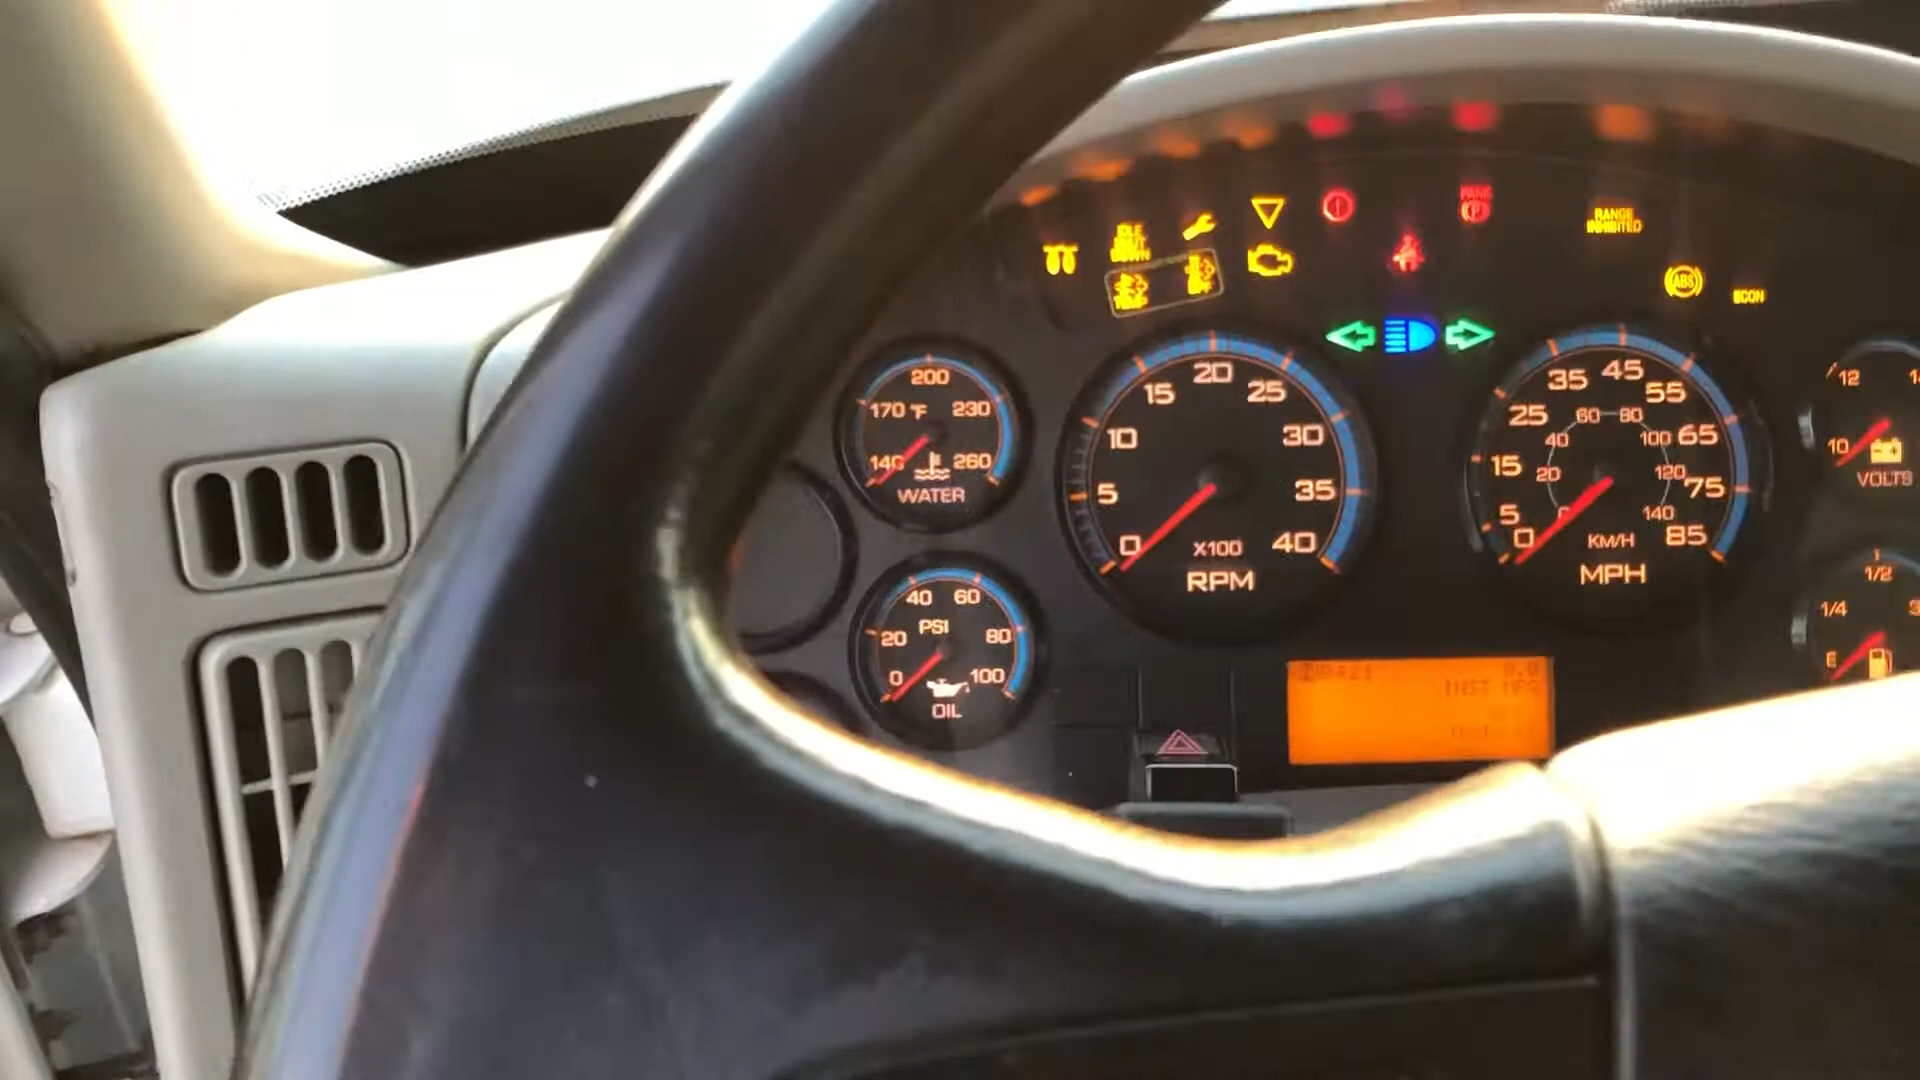 IDLE
SHUT
DOWN
PARK
(P)
RANGE
INHIBITED
ABS
ECON
200
170 °F 230
140 260
WATER
40 60
PSI
20 80
0 100
OIL
20
15 25
10 30
5 35
0 40
X100
RPM
45
35 55
25 65
15 75
5
0 85
60 80
40 100
20 120
0 140
KM/H
MPH
INST MPG
12
10
VOLTS
1/2
1/4
E